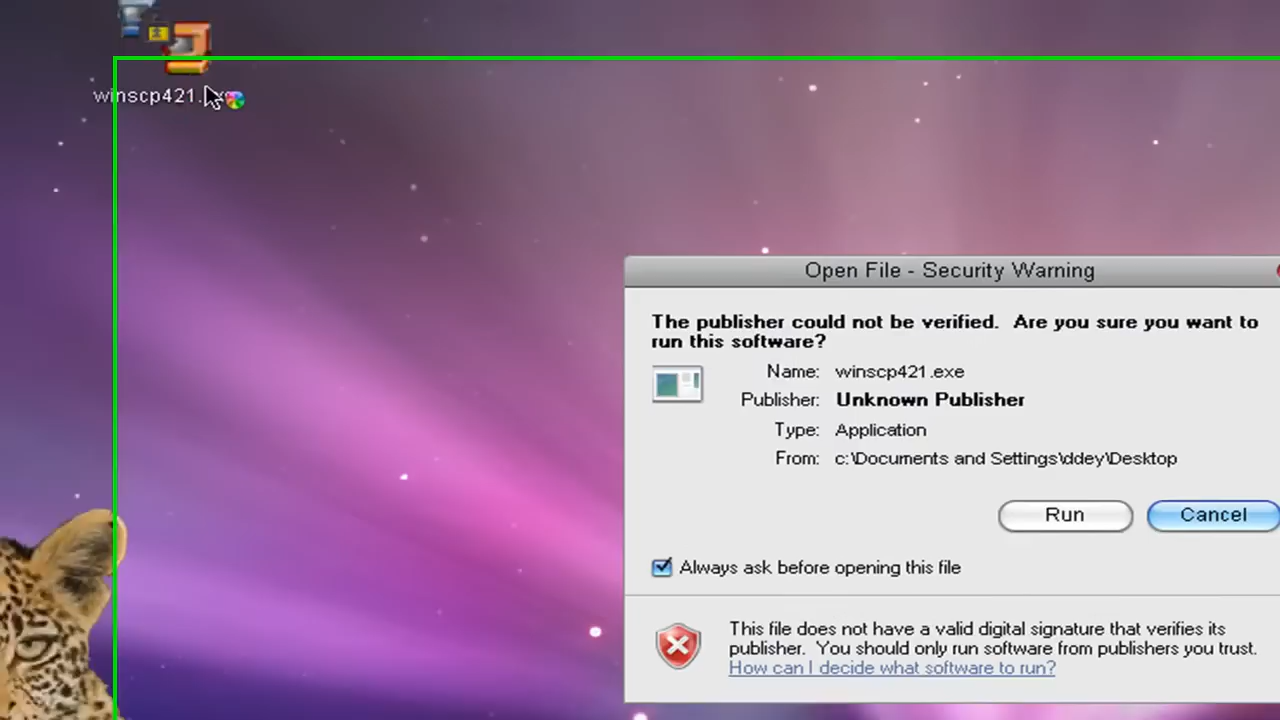 winscp421.exe
Open File - Security Warning
The publisher could not be verified. Are you sure you want to
run this software?
Name: winscp421.exe
Publisher: Unknown Publisher
Type: Application
From: c:\Documents and Settings\ddey\Desktop
Run Cancel
Always ask before opening this file
This file does not have a valid digital signature that verifies its
publisher. You should only run software from publishers you trust.
How can I decide what software to run?